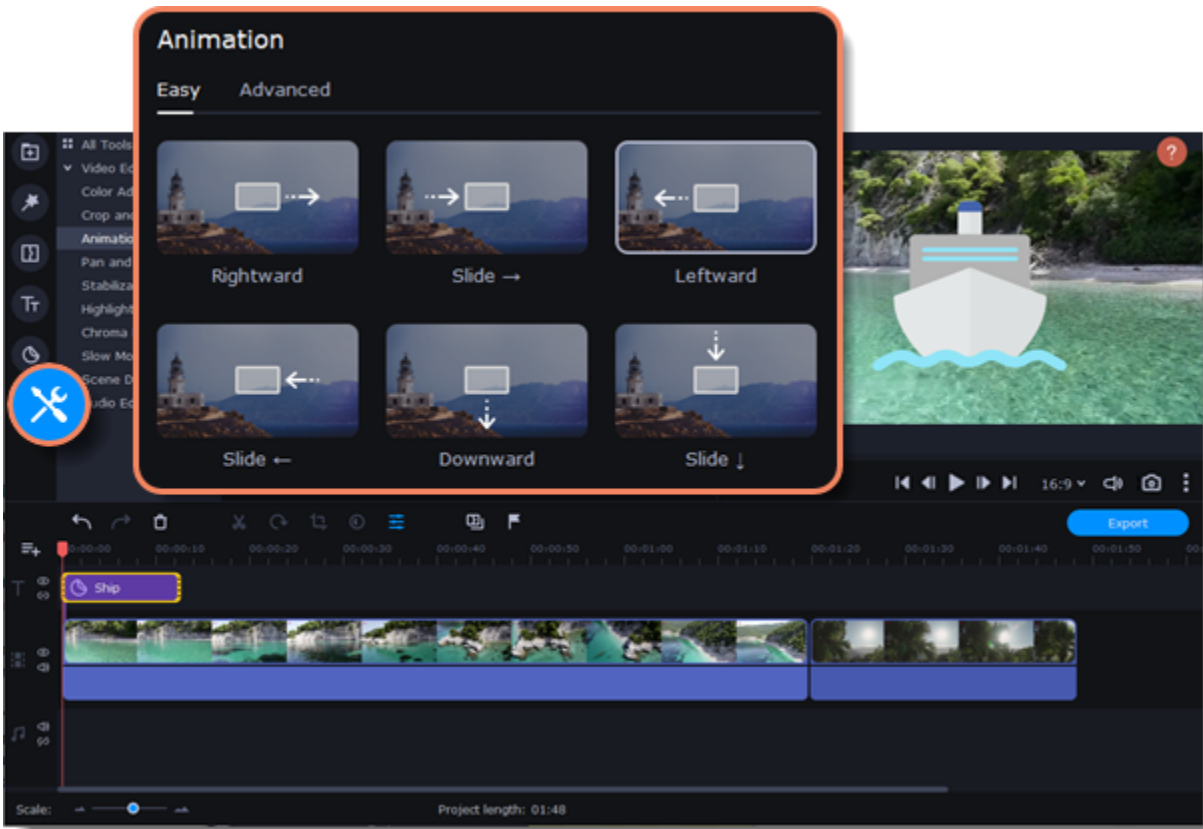 Animation
Easy Advanced
Rightward Slide → Leftward
Slide ← Downward Slide ↓
All Tools
Video Ed
Color Ad
Crop and
Animatio
Pan and
Stabiliza
Highlight
Chroma
Slow Mo
Scene D
udio Ed
?
16:9
Export
0:00:00 00:00:10 00:00:20 00:00:30 00:00:40 00:00:50 00:01:00 00:01:10 00:01:20 00:01:30 00:01:40 00:01:50 00:
Ship
Scale: Project length: 01:48